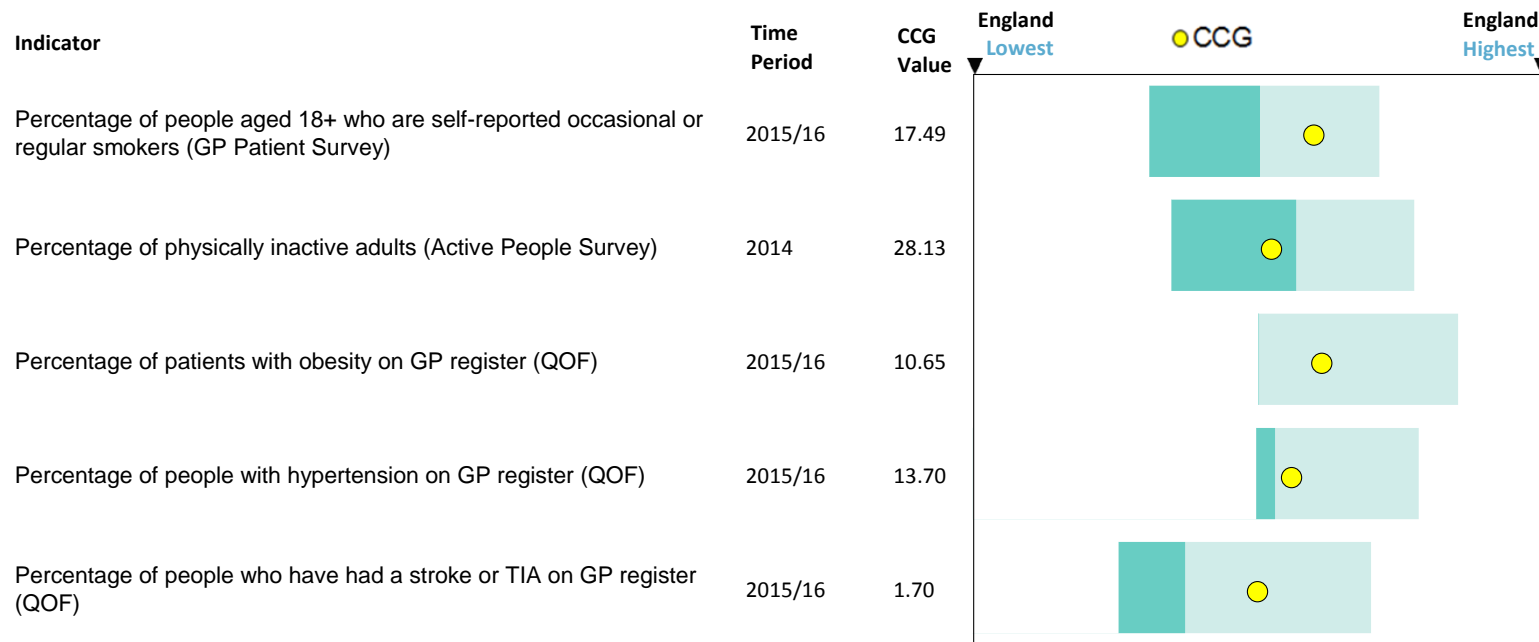 Indicator
Time
Period
CCG
Value
England
Lowest
CCG
England
Highest
Percentage of people aged 18+ who are self-reported occasional or
regular smokers (GP Patient Survey)
2015/16
17.49
Percentage of physically inactive adults (Active People Survey)
2014
28.13
Percentage of patients with obesity on GP register (QOF)
2015/16
10.65
Percentage of people with hypertension on GP register (QOF)
2015/16
13.70
Percentage of people who have had a stroke or TIA on GP register
(QOF)
2015/16
1.70